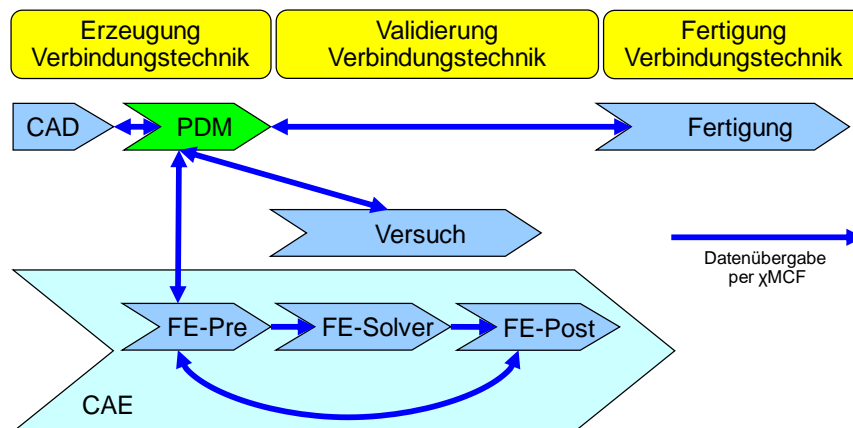 Erzeugung
Verbindungstechnik
Validierung
Verbindungstechnik
Fertigung
Verbindungstechnik
CAD
PDM
Fertigung
Versuch
Datenübergabe
per χMCF
FE-Pre
FE-Solver
FE-Post
CAE